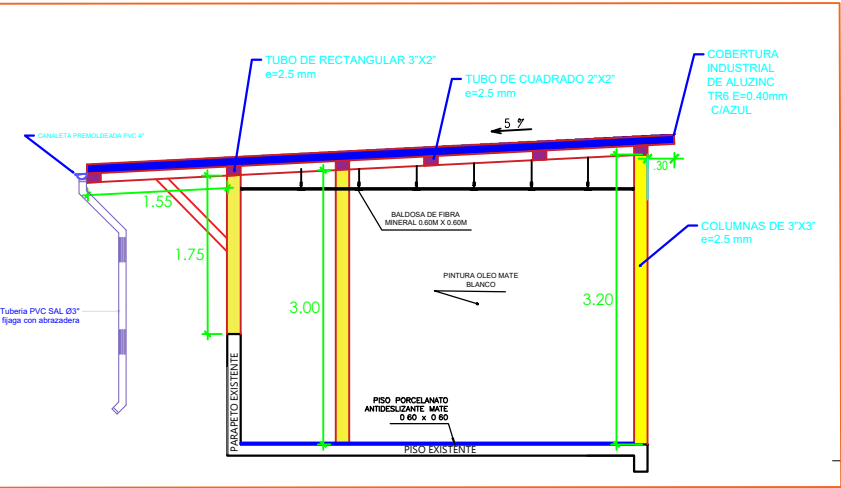 TUBO DE RECTANGULAR 3"X2"
e=2.5 mm
TUBO DE CUADRADO 2"X2"
e=2.5 mm
COBERTURA
INDUSTRIAL
DE ALUZINC
TR6 E=0.40mm
C/AZUL
5 %
CANALETA PREMOLDEADA PVC 4"
.30
1.55
BALDOSA DE FIBRA
MINERAL 0.60M X 0.60M
COLUMNAS DE 3"X3"
e=2.5 mm
1.75
PINTURA OLEO MATE
BLANCO
3.00
3.20
Tuberia PVC SAL Ø3"
fijaga con abrazadera
PARAPETO EXISTENTE
PISO PORCELANATO
ANTIDESLIZANTE MATE
0 60 x 0 60
PISO EXISTENTE